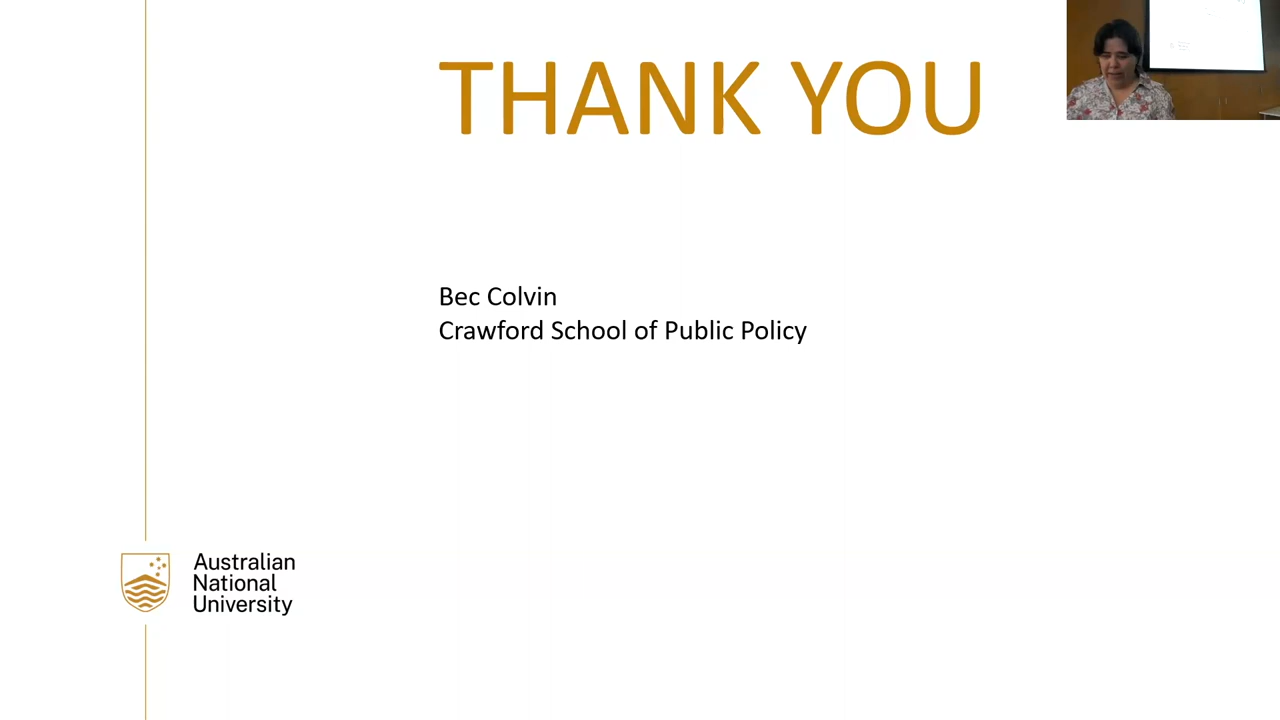 THANK YOU
Bec Colvin
Crawford School of Public Policy
Australian
National
University